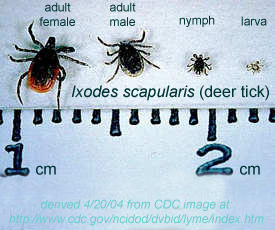 adult female
adult male
nymph
larva
Ixodes scapularis (deer tick)
1 cm
2 cm
derived 4/20/04 from CDC image at
http://www.cdc.gov/ncidod/dvbid/lyme/index.htm